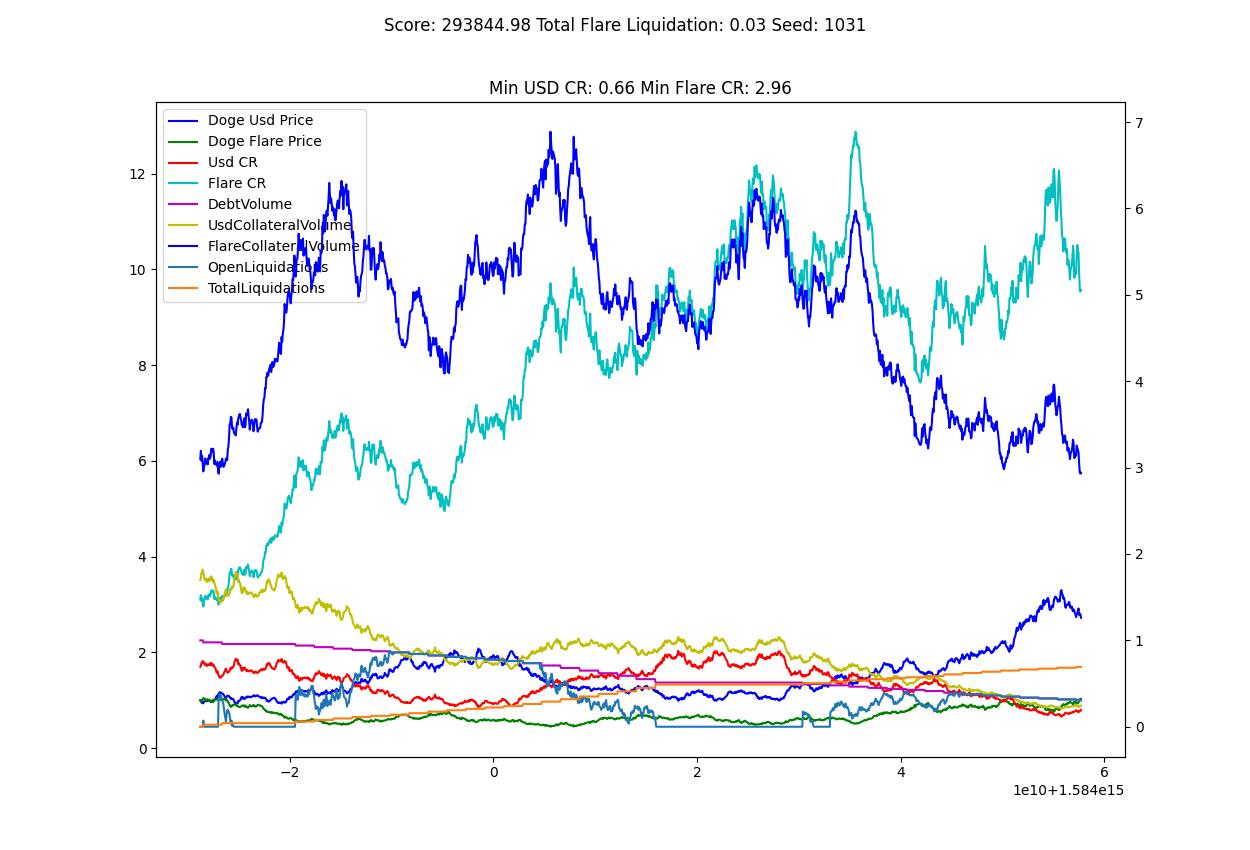 Score: 293844.98 Total Flare Liquidation: 0.03 Seed: 1031
Min USD CR: 0.66 Min Flare CR: 2.96
Doge Usd Price
Doge Flare Price
Usd CR
Flare CR
DebtVolume
UsdCollateralVolume
FlareCollateralVolume
OpenLiquidations
TotalLiquidations
12
10
8
6
4
2
0
7
6
5
4
3
2
1
0
−2
0
2
4
6
1e10+1.584e15